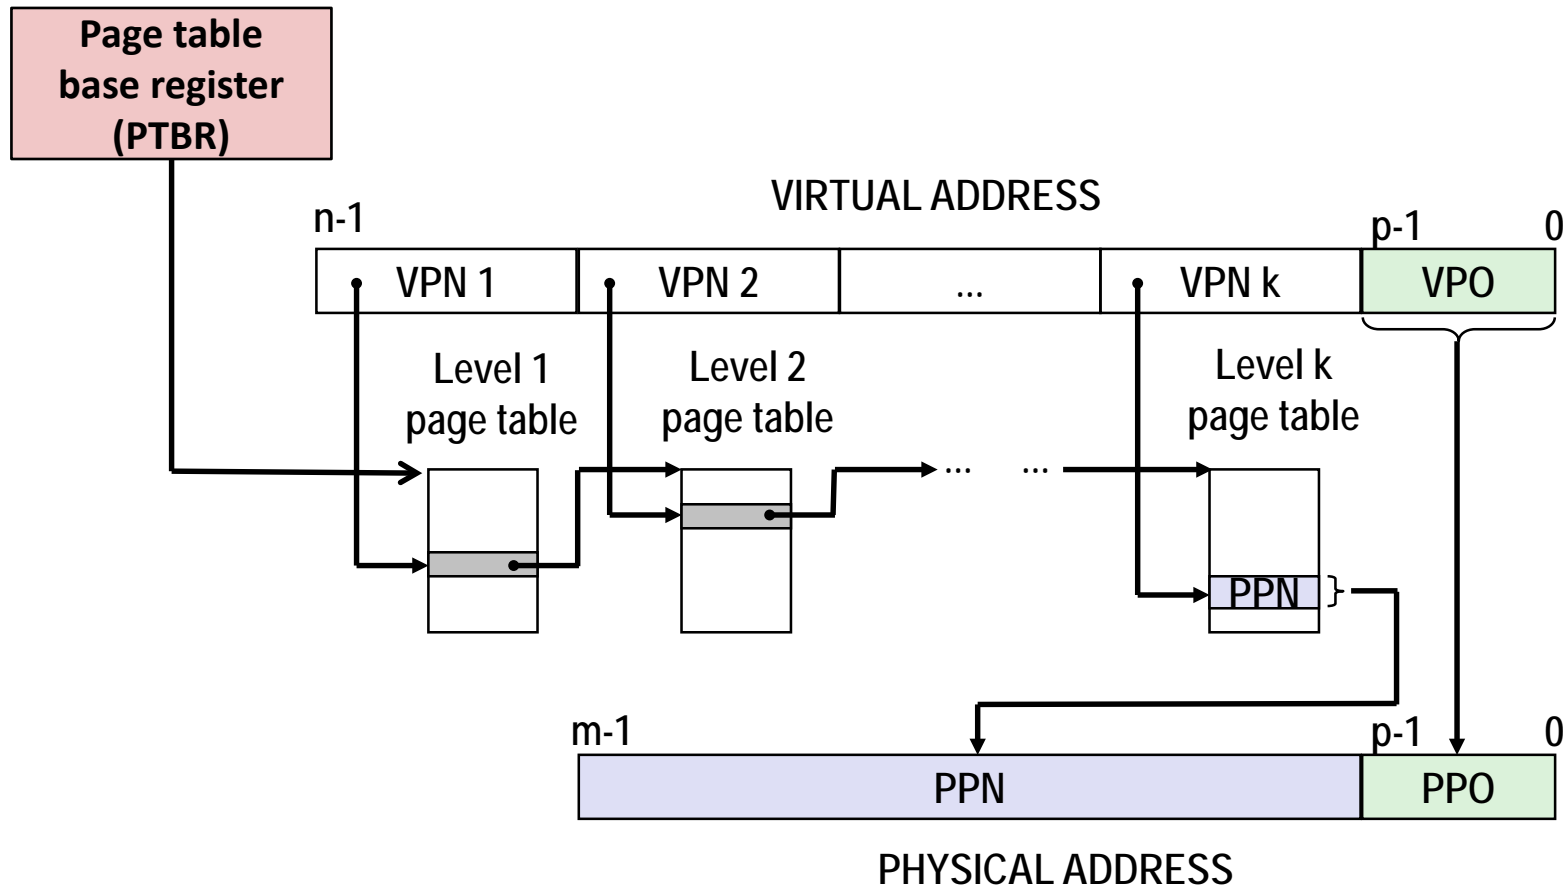 Page table
base register
(PTBR)
VIRTUAL ADDRESS
n-1
p-1
0
VPN 1
VPN 2
...
VPN k
VPO
Level 1
page table
Level 2
page table
Level k
page table
...
...
PPN
m-1
p-1
0
PPN
PPO
PHYSICAL ADDRESS